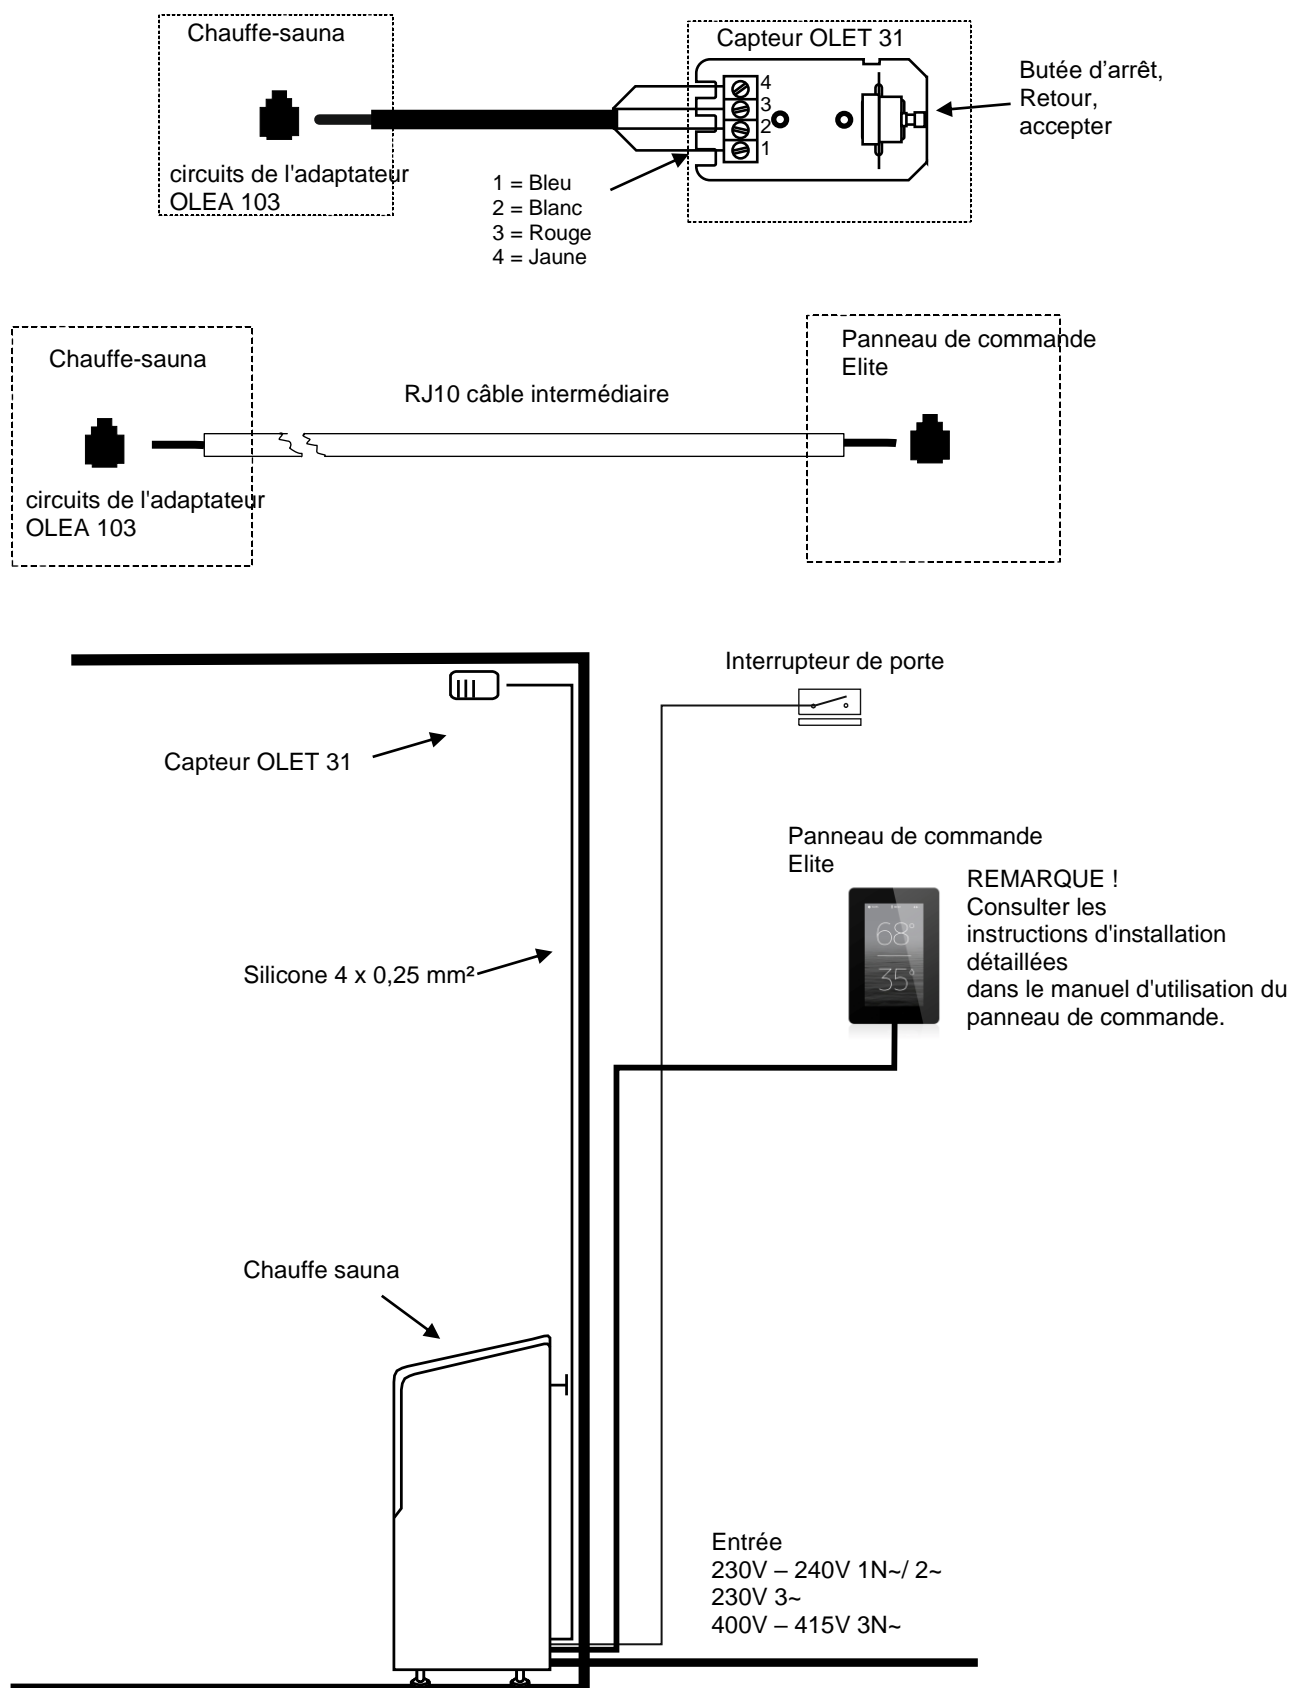 Chauffe-sauna
circuits de l'adaptateur
OLEA 103
Capteur OLET 31
4
3
2
1
Butée d'arrêt,
Retour,
accepter
1 = Bleu
2 = Blanc
3 = Rouge
4 = Jaune
Chauffe-sauna
circuits de l'adaptateur
OLEA 103
RJ10 câble intermédiaire
Panneau de commande
Elite
Interrupteur de porte
Capteur OLET 31
Panneau de commande
Elite
68°
35°
REMARQUE !
Consulter les
instructions d'installation
détaillées
dans le manuel d'utilisation du
panneau de commande.
Silicone 4 x 0,25 mm²
Chauffe sauna
Entrée
230V – 240V 1N~/ 2~
230V 3~
400V – 415V 3N~